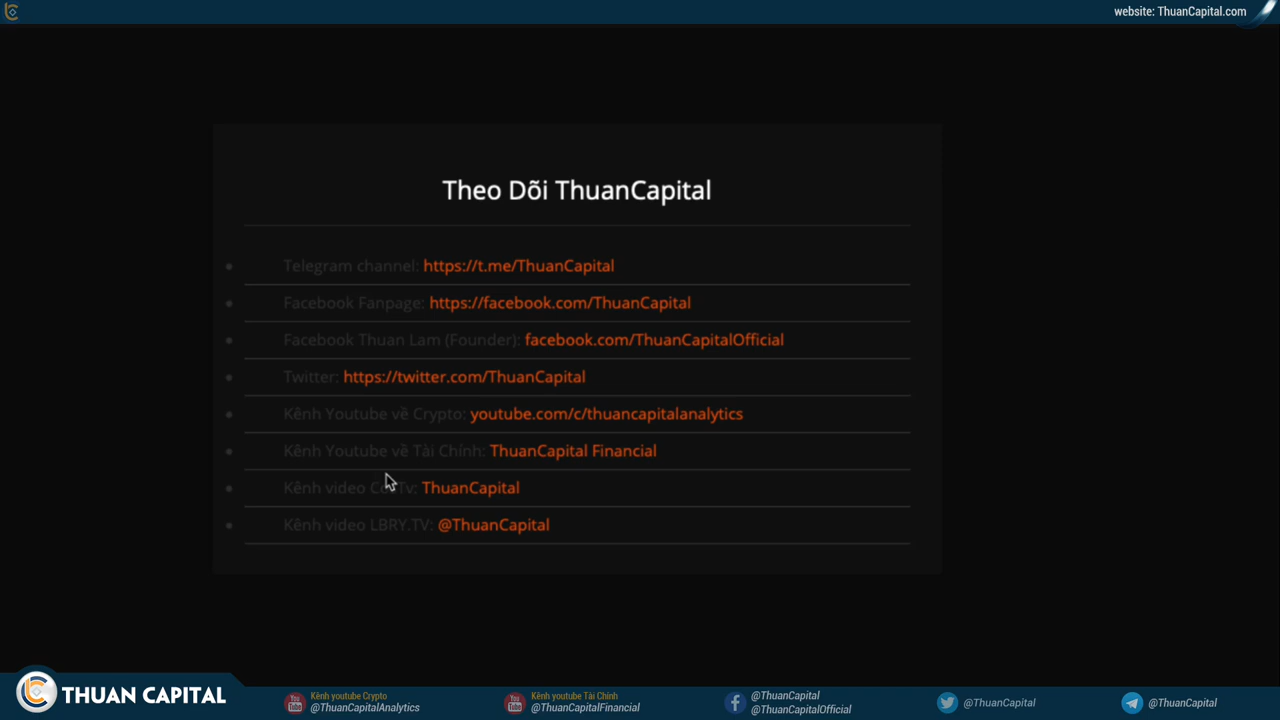 website: ThuanCapital.com
Theo Dõi ThuanCapital
Telegram channel: https://t.me/ThuanCapital
Facebook Fanpage: https://facebook.com/ThuanCapital
Facebook Thuan Lam (Founder): facebook.com/ThuanCapitalOfficial
Twitter: https://twitter.com/ThuanCapital
Kênh Youtube về Crypto: youtube.com/c/thuancapitalanalytics
Kênh Youtube về Tài Chính: ThuanCapital Financial
Kênh video ThuanCapital
Kênh video LBRY.TV: @ThuanCapital
THUAN CAPITAL
Kênh youtube Crypto
@ThuanCapitalAnalytics
Kênh youtube Tài Chính
@ThuanCapitalFinancial
@ThuanCapital
@ThuanCapitalOfficial
@ThuanCapital
@ThuanCapital